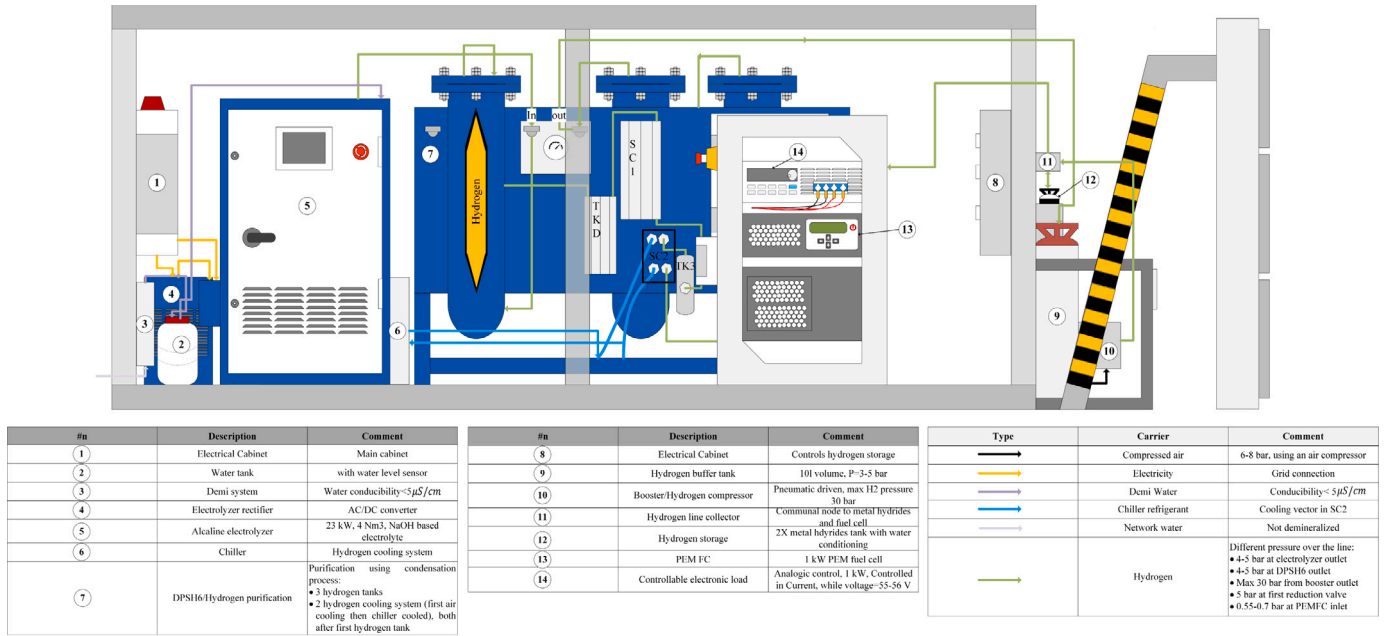 In out
1
7
Hydrogen
S
C
1
14
8
11
12
5
T
K
D
13
4
SC2
TK3
3
2
6
9
10
#n Description Comment
1 Electrical Cabinet Main cabinet
2 Water tank with water level sensor
3 Demi system Water conducibility<5μS/cm
4 Electrolyzer rectifier AC/DC converter
5 Alcaline electrolyzer 23 kW, 4 Nm3, NaOH based
electrolyte
6 Chiller Hydrogen cooling system
7 DPSH6/Hydrogen purification Purification using condensation
process:
• 3 hydrogen tanks
• 2 hydrogen cooling system (first air
cooling then chiller cooled), both
after first hydrogen tank
#n Description Comment
8 Electrical Cabinet Controls hydrogen storage
9 Hydrogen buffer tank 10l volume, P=3-5 bar
10 Booster/Hydrogen compressor Pneumatic driven, max H2 pressure
30 bar
11 Hydrogen line collector Communal node to metal hydrides
and fuel cell
12 Hydrogen storage 2X metal hdyrides tank with water
conditioning
13 PEM FC 1 kW PEM fuel cell
14 Controllable electronic load Analogic control, 1 kW, Controlled
in Current, while voltage=55-56 V
Type Carrier Comment
Compressed air 6-8 bar, using an air compressor
Electricity Grid connection
Demi Water Conducibility< 5μS/cm
Chiller refrigerant Cooling vector in SC2
Network water Not demineralized
Hydrogen Different pressure over the line:
• 4-5 bar at electrolyzer outlet
• 4-5 bar at DPSH6 outlet
• Max 30 bar from booster outlet
• 5 bar at first reduction valve
• 0.55-0.7 bar at PEMFC inlet